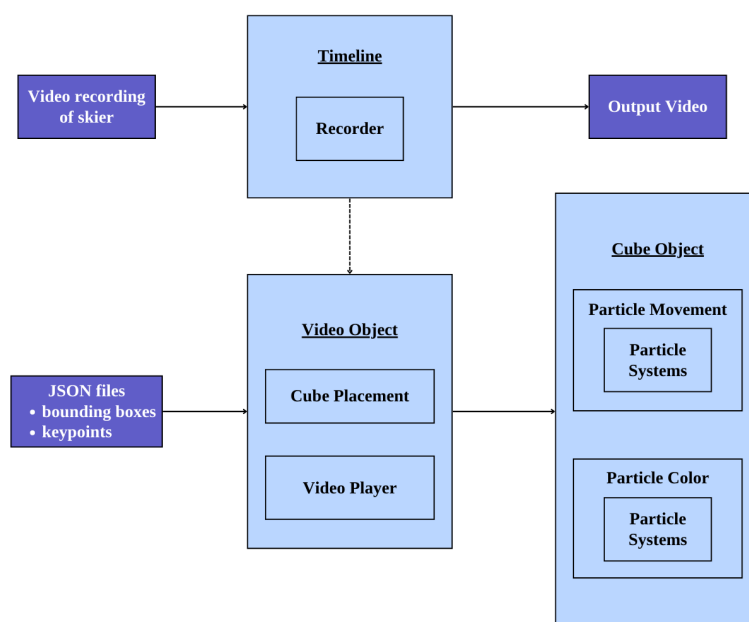 Timeline
Video recording
of skier
Recorder
Output Video
Cube Object
Particle Movement
Particle
Systems
Video Object
JSON files
• bounding boxes
• keypoints
Cube Placement
Video Player
Particle Color
Particle
Systems